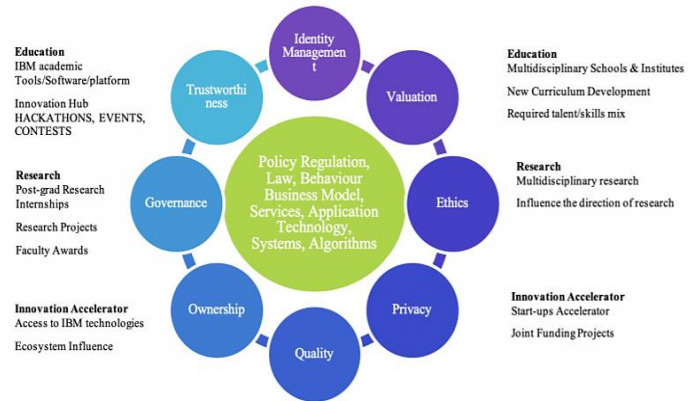 Education
IBM academic
Tools/Software/platform
Innovation Hub
HACKATHONS, EVENTS,
CONTESTS
Research
Post-grad Research
Internships
Research Projects
Faculty Awards
Innovation Accelerator
Access to IBM technologies
Ecosystem Influence
Identity
Managemen
t
Valuation
Ethics
Privacy
Quality
Ownership
Governance
Trustworthi
ness
Policy Regulation,
Law, Behaviour
Business Model,
Services, Application
Technology,
Systems, Algorithms
Education
Multidisciplinary Schools & Institutes
New Curriculum Development
Required talent/skills mix
Research
Multidisciplinary research
Influence the direction of research
Innovation Accelerator
Start-ups Accelerator
Joint Funding Projects